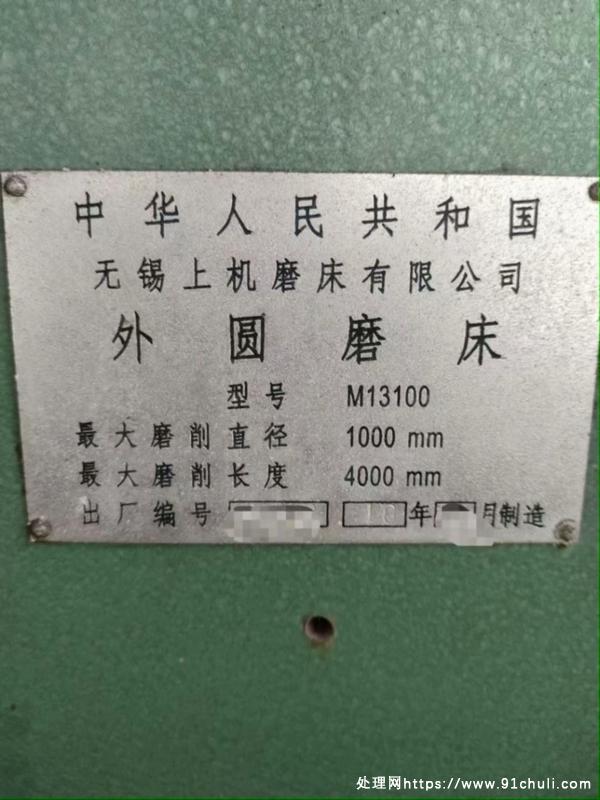 中华人民共和国
无锡上机磨床有限公司
外圆磨床
型号 M13100
最大磨削直径 1000 mm
最大磨削长度 4000 mm
出厂编号 年 月制造
处理网https://www.91chuli.com